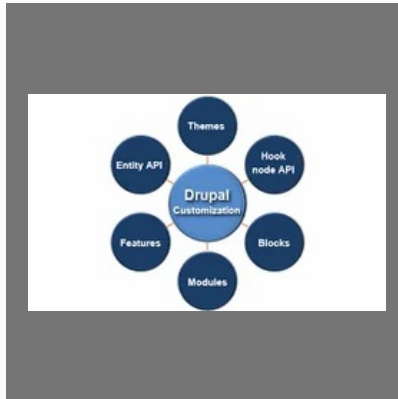 Themes
Hook
node API
Entity API
Drupal
Customization
Features
Blocks
Modules